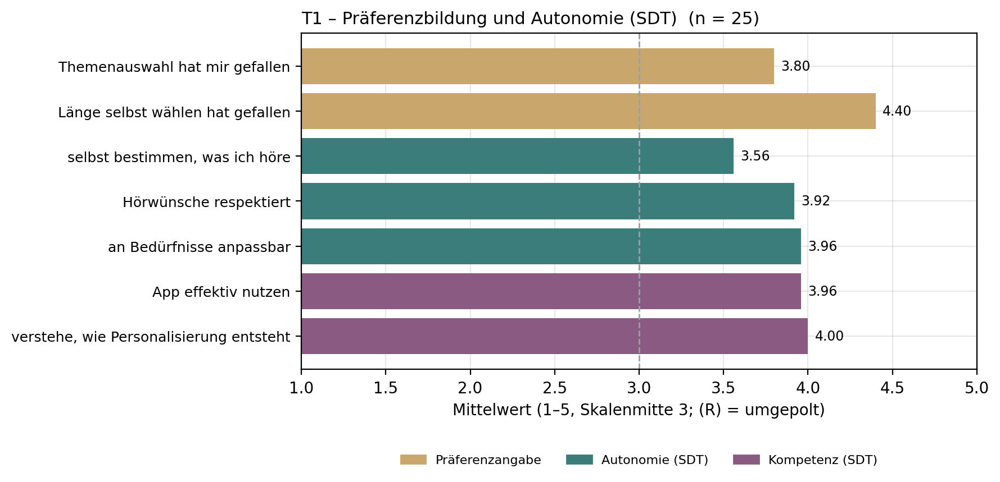 T1 – Präferenzbildung und Autonomie (SDT)  (n = 25)
Themenauswahl hat mir gefallen
3.80
Länge selbst wählen hat gefallen
4.40
selbst bestimmen, was ich höre
3.56
Hörwünsche respektiert
3.92
an Bedürfnisse anpassbar
3.96
App effektiv nutzen
3.96
verstehe, wie Personalisierung entsteht
4.00
1.0 1.5 2.0 2.5 3.0 3.5 4.0 4.5 5.0
Mittelwert (1–5, Skalenmitte 3; (R) = umgepolt)
Präferenzangabe Autonomie (SDT) Kompetenz (SDT)